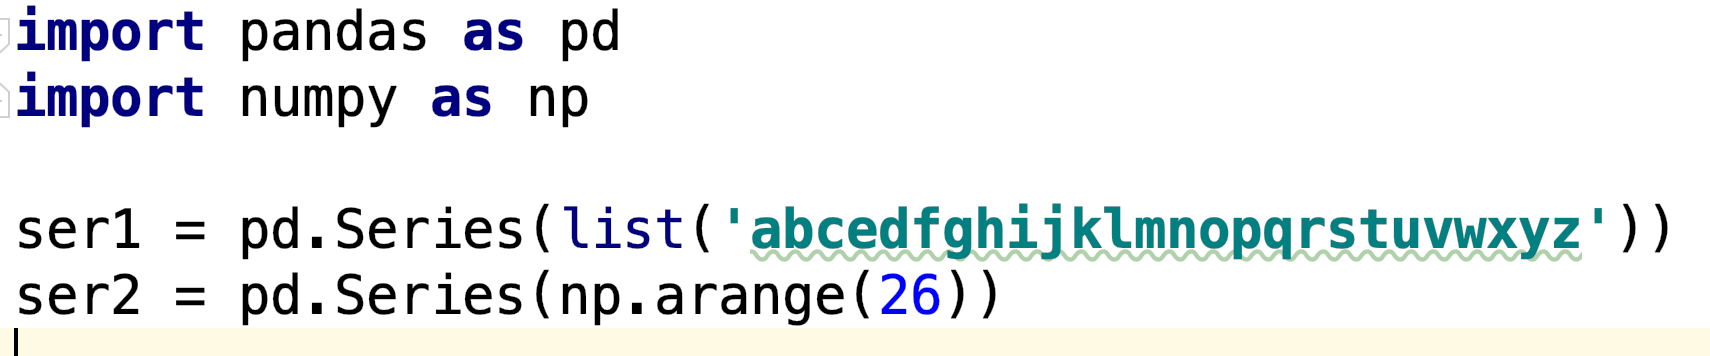 import pandas as pd
import numpy as np
ser1 = pd.Series(list('abcedfghijklmnopqrstuvwxyz'))
ser2 = pd.Series(np.arange(26))